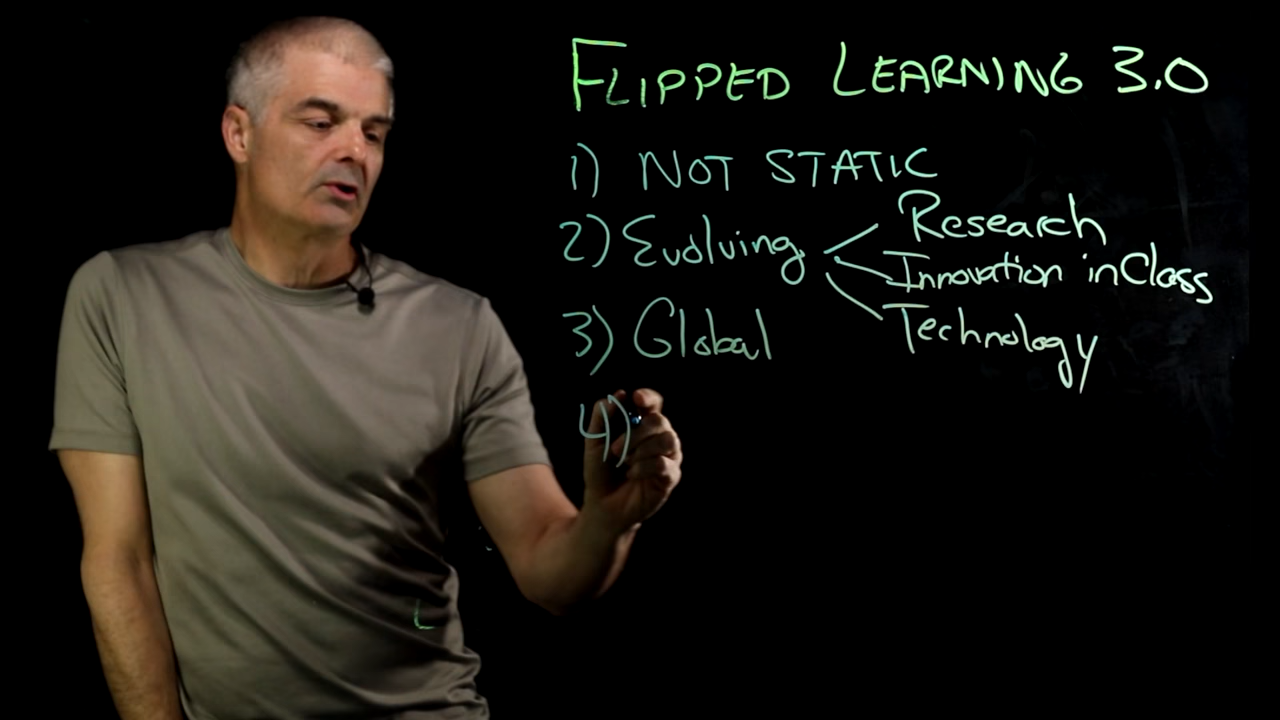 FLIPPED LEARNING 3.0
1) NOT STATIC
2) Evolving
Research
Innovation in Class
Technology
3) Global
4)